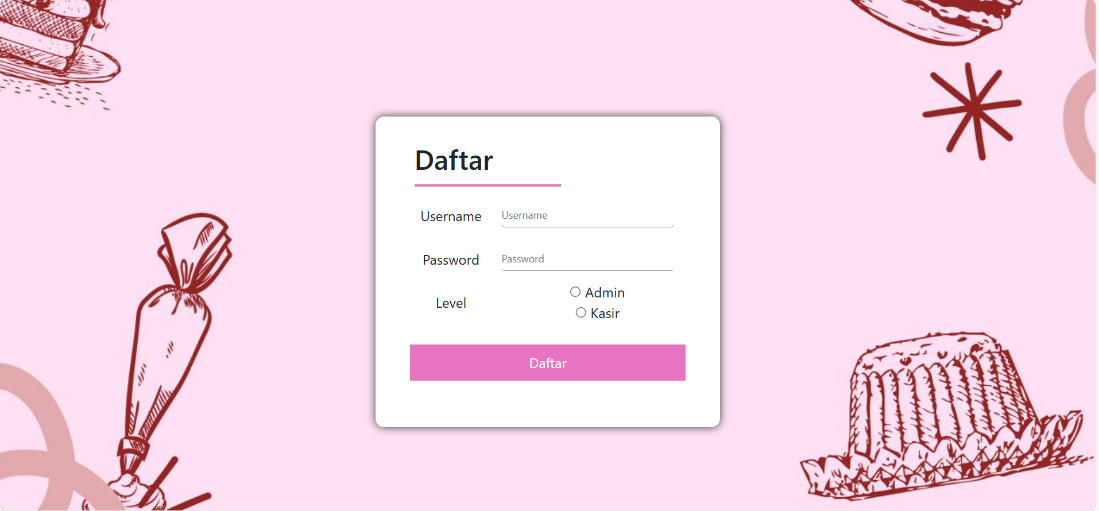 Daftar
Username Username
Password Password
Level
Admin
Kasir
Daftar